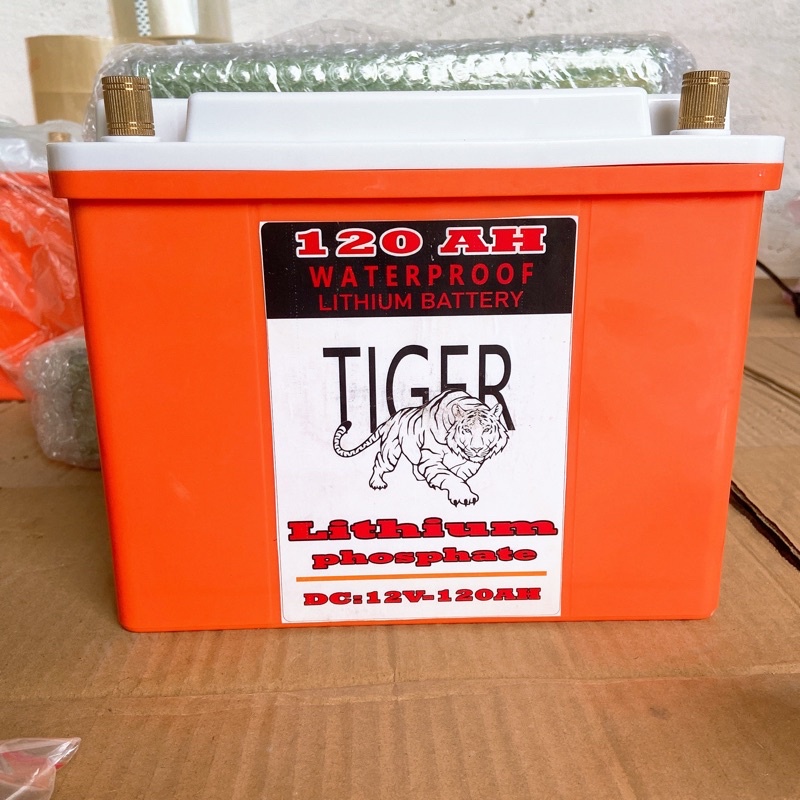 120 AH
WATERPROOF
LITHIUM BATTERY
TIGER
Lithium
phosphate
DC:12V-120AH